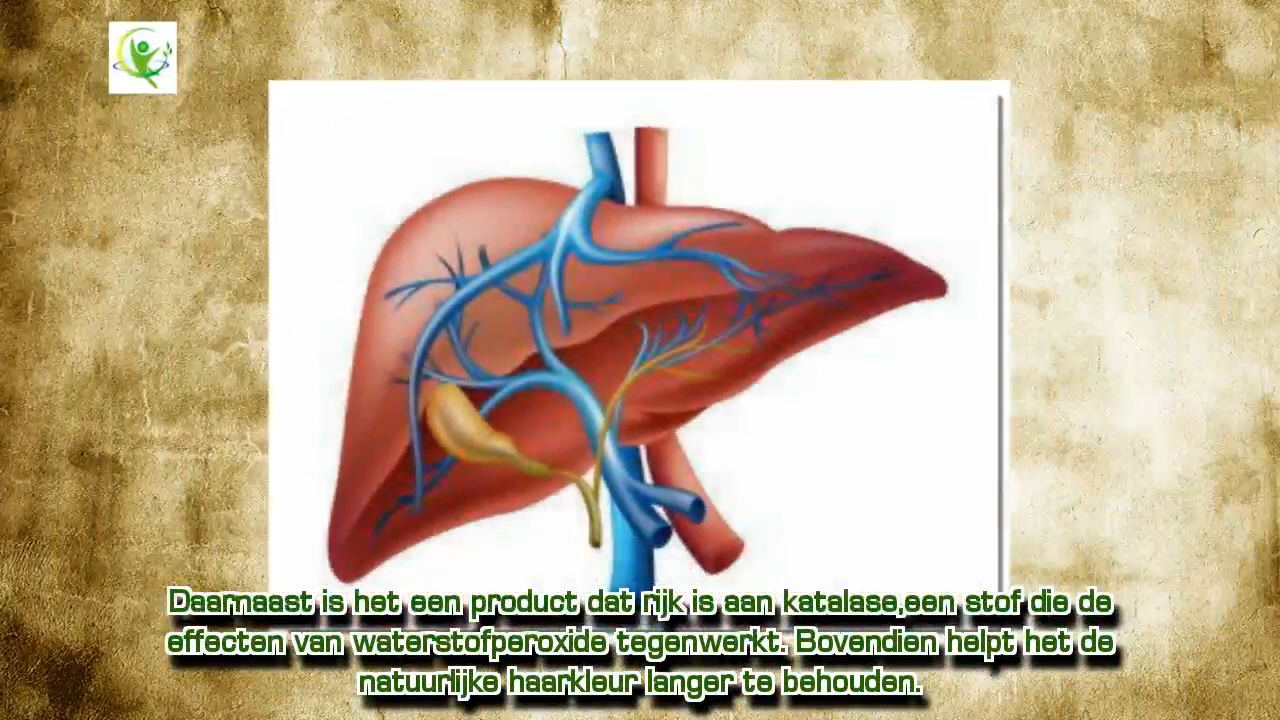 Daarnaast is het een product dat rijk is aan katalase,een stof die de
effecten van waterstofperoxide tegenwerkt. Bovendien helpt het de
natuurlijke haarkleur langer te behouden.